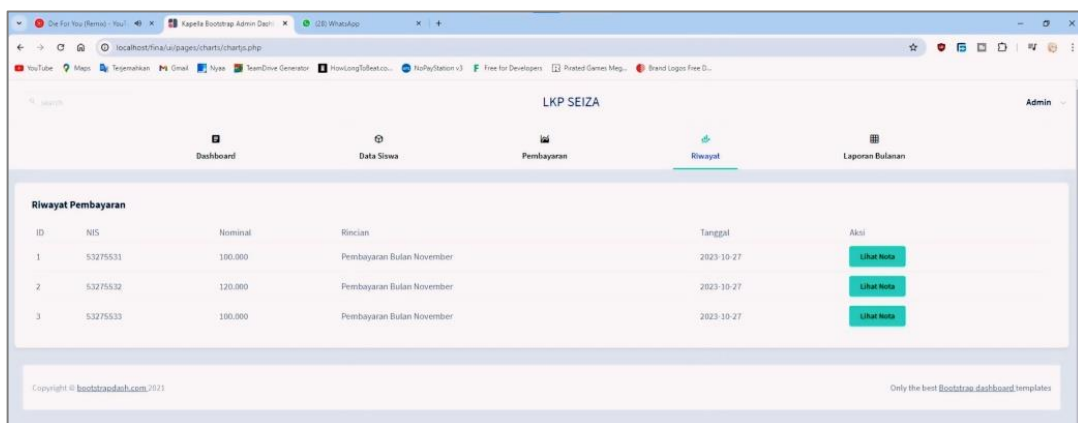 Die For You (Remix) - YouT
Kapella Bootstrap Admin Dash
(28) WhatsApp
localhost/fina/ui/pages/charts/chartjs.php
YouTube Maps Terjemahkan Gmail Nyaa TeamDrive Generator HowLongToBeat.co... NoPayStation v3 Free for Developers Pirated Games Meg... Brand Logos Free D...
search LKP SEIZA Admin
Dashboard Data Siswa Pembayaran Riwayat Laporan Bulanan
Riwayat Pembayaran
ID NIS Nominal Rincian Tanggal Aksi
1 53275531 100.000 Pembayaran Bulan November 2023-10-27 Lihat Nota
2 53275532 120.000 Pembayaran Bulan November 2023-10-27 Lihat Nota
3 53275533 100.000 Pembayaran Bulan November 2023-10-27 Lihat Nota
Copyright © bootstrapdash.com 2021 Only the best Bootstrap dashboard templates